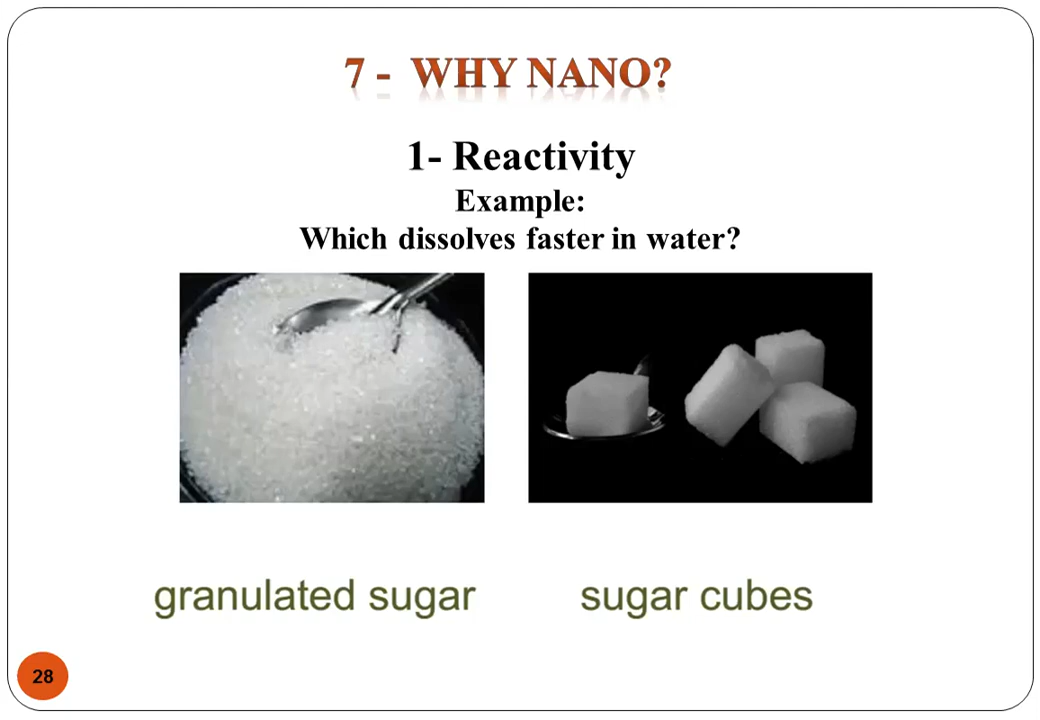 7 - WHY NANO?
1- Reactivity
Example:
Which dissolves faster in water?
granulated sugar
sugar cubes
28